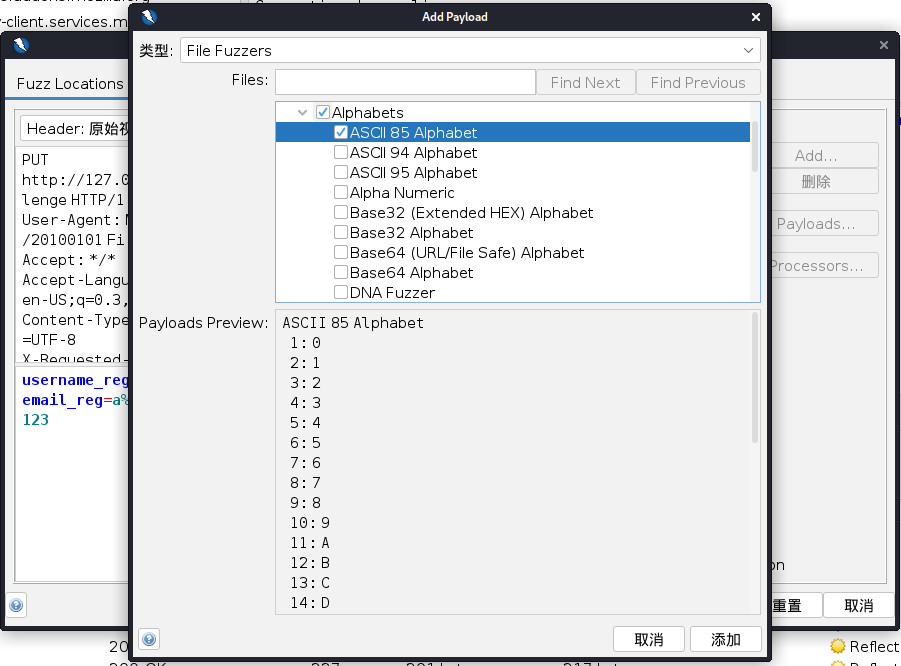 -client.services.m
Add Payload
类型: File Fuzzers
Files:
Find Next
Find Previous
Alphabets
ASCII 85 Alphabet
ASCII 94 Alphabet
ASCII 95 Alphabet
Alpha Numeric
Base32 (Extended HEX) Alphabet
Base32 Alphabet
Base64 (URL/File Safe) Alphabet
Base64 Alphabet
DNA Fuzzer
Payloads Preview:
ASCII 85 Alphabet
1: 0
2: 1
3: 2
4: 3
5: 4
6: 5
7: 6
8: 7
9: 8
10: 9
11: A
12: B
13: C
14: D
取消
添加
Fuzz Locations
Header: 原始视
PUT
http://127.0
lenge HTTP/1
User-Agent:
/20100101 Fi
Accept: */*
Accept-Langu
en-US;q=0.3,
Content-Type
=UTF-8
X-Requested-
username_reg
email_reg=a%
123
Add...
删除
Payloads...
Processors...
on
重置
取消
20
Reflect